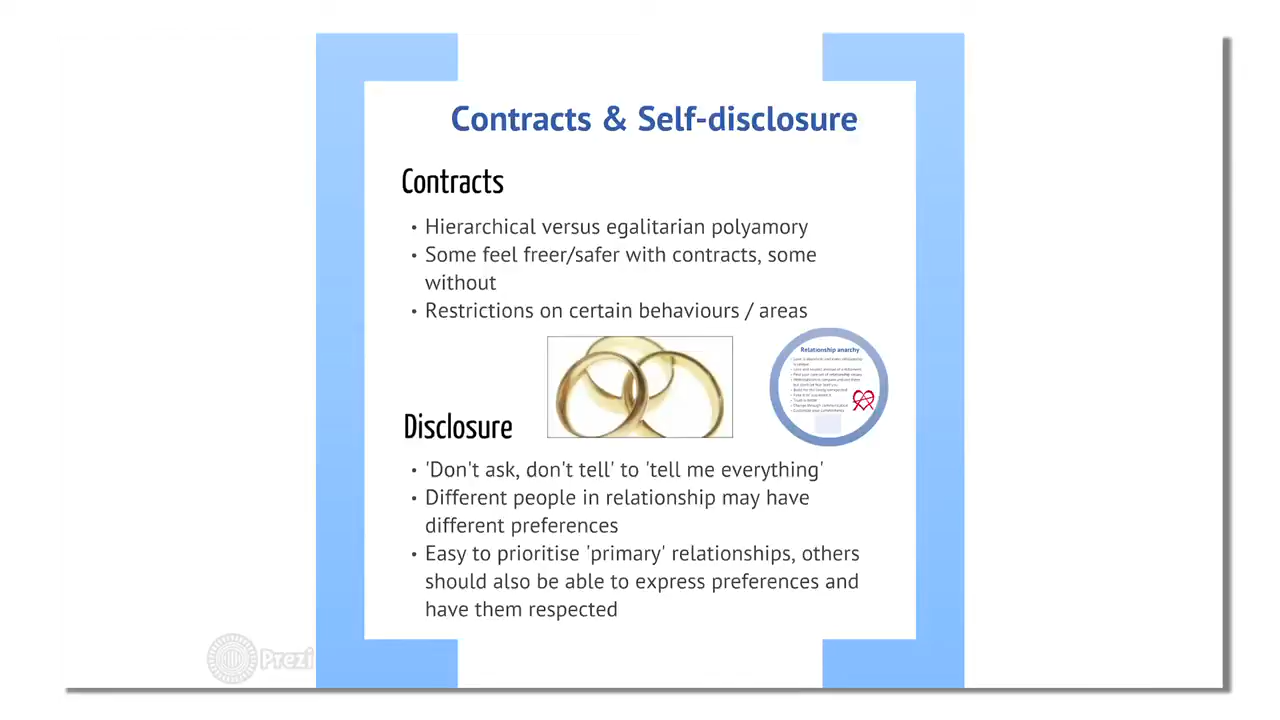 Contracts & Self-disclosure
Contracts
• Hierarchical versus egalitarian polyamory
• Some feel freer/safer with contracts, some
without
• Restrictions on certain behaviours / areas
Relationship anarchy
Disclosure
• 'Don't ask, don't tell' to 'tell me everything'
• Different people in relationship may have
different preferences
• Easy to prioritise 'primary' relationships, others
should also be able to express preferences and
have them respected
Prezi